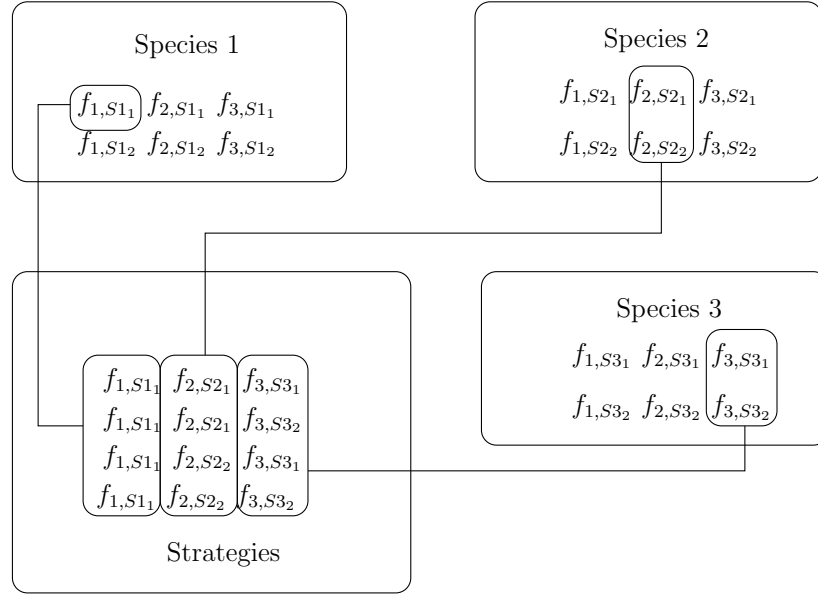 Species 1
f_{1,S1_1} f_{2,S1_1} f_{3,S1_1}
f_{1,S1_2} f_{2,S1_2} f_{3,S1_2}
Species 2
f_{1,S2_1} f_{2,S2_1} f_{3,S2_1}
f_{1,S2_2} f_{2,S2_2} f_{3,S2_2}
Species 3
f_{1,S3_1} f_{2,S3_1} f_{3,S3_1}
f_{1,S3_2} f_{2,S3_2} f_{3,S3_2}
f_{1,S1_1} f_{2,S2_1} f_{3,S3_1}
f_{1,S1_1} f_{2,S2_1} f_{3,S3_2}
f_{1,S1_1} f_{2,S2_2} f_{3,S3_1}
f_{1,S1_1} f_{2,S2_2} f_{3,S3_2}
Strategies